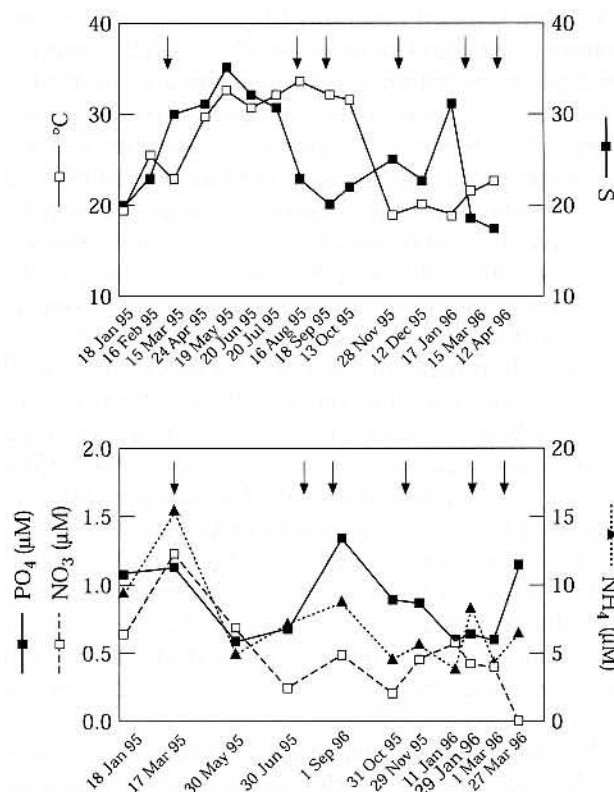 40
30
20
10
°C
40
30
20
10
S
18 Jan 95
16 Feb 95
15 Mar 95
24 Apr 95
19 May 95
20 Jun 95
20 Jul 95
16 Aug 95
18 Sep 95
13 Oct 95
28 Nov 95
12 Dec 95
17 Jan 96
15 Mar 96
12 Apr 96
2.0
1.5
1.0
0.5
0.0
PO₄ (μM)
NO₃ (μM)
20
15
10
5
0
NH₄ (μM)
18 Jan 95
17 Mar 95
30 May 95
30 Jun 95
1 Sep 96
31 Oct 95
29 Nov 95
11 Jan 96
29 Jan 96
1 Mar 96
27 Mar 96